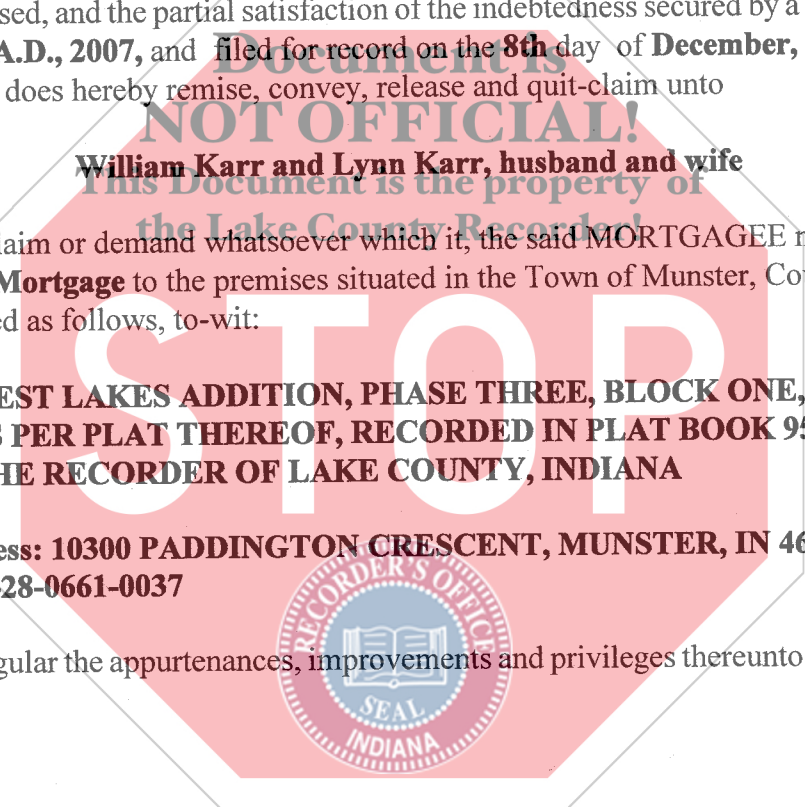 sed, and the partial satisfaction of the indebtedness secured by a
A.D., 2007, and filed for record on the 8th day of December,
Document is
does hereby remise, convey, release and quit-claim unto
NOT OFFICIAL!
William Karr and Lynn Karr, husband and wife
This Document is the property of
the Lake County Recorder!
laim or demand whatsoever which it, the said MORTGAGEE
Mortgage to the premises situated in the Town of Munster, Co
ed as follows, to-wit:
STOP
EST LAKES ADDITION, PHASE THREE, BLOCK ONE,
S PER PLAT THEREOF, RECORDED IN PLAT BOOK 95
HE RECORDER OF LAKE COUNTY, INDIANA
ess: 10300 PADDINGTON CRESCENT, MUNSTER, IN 46
-28-0661-0037
RECORDER'S OFFICE
gular the appurtenances, improvements and privileges thereunto
SEAL
INDIANA